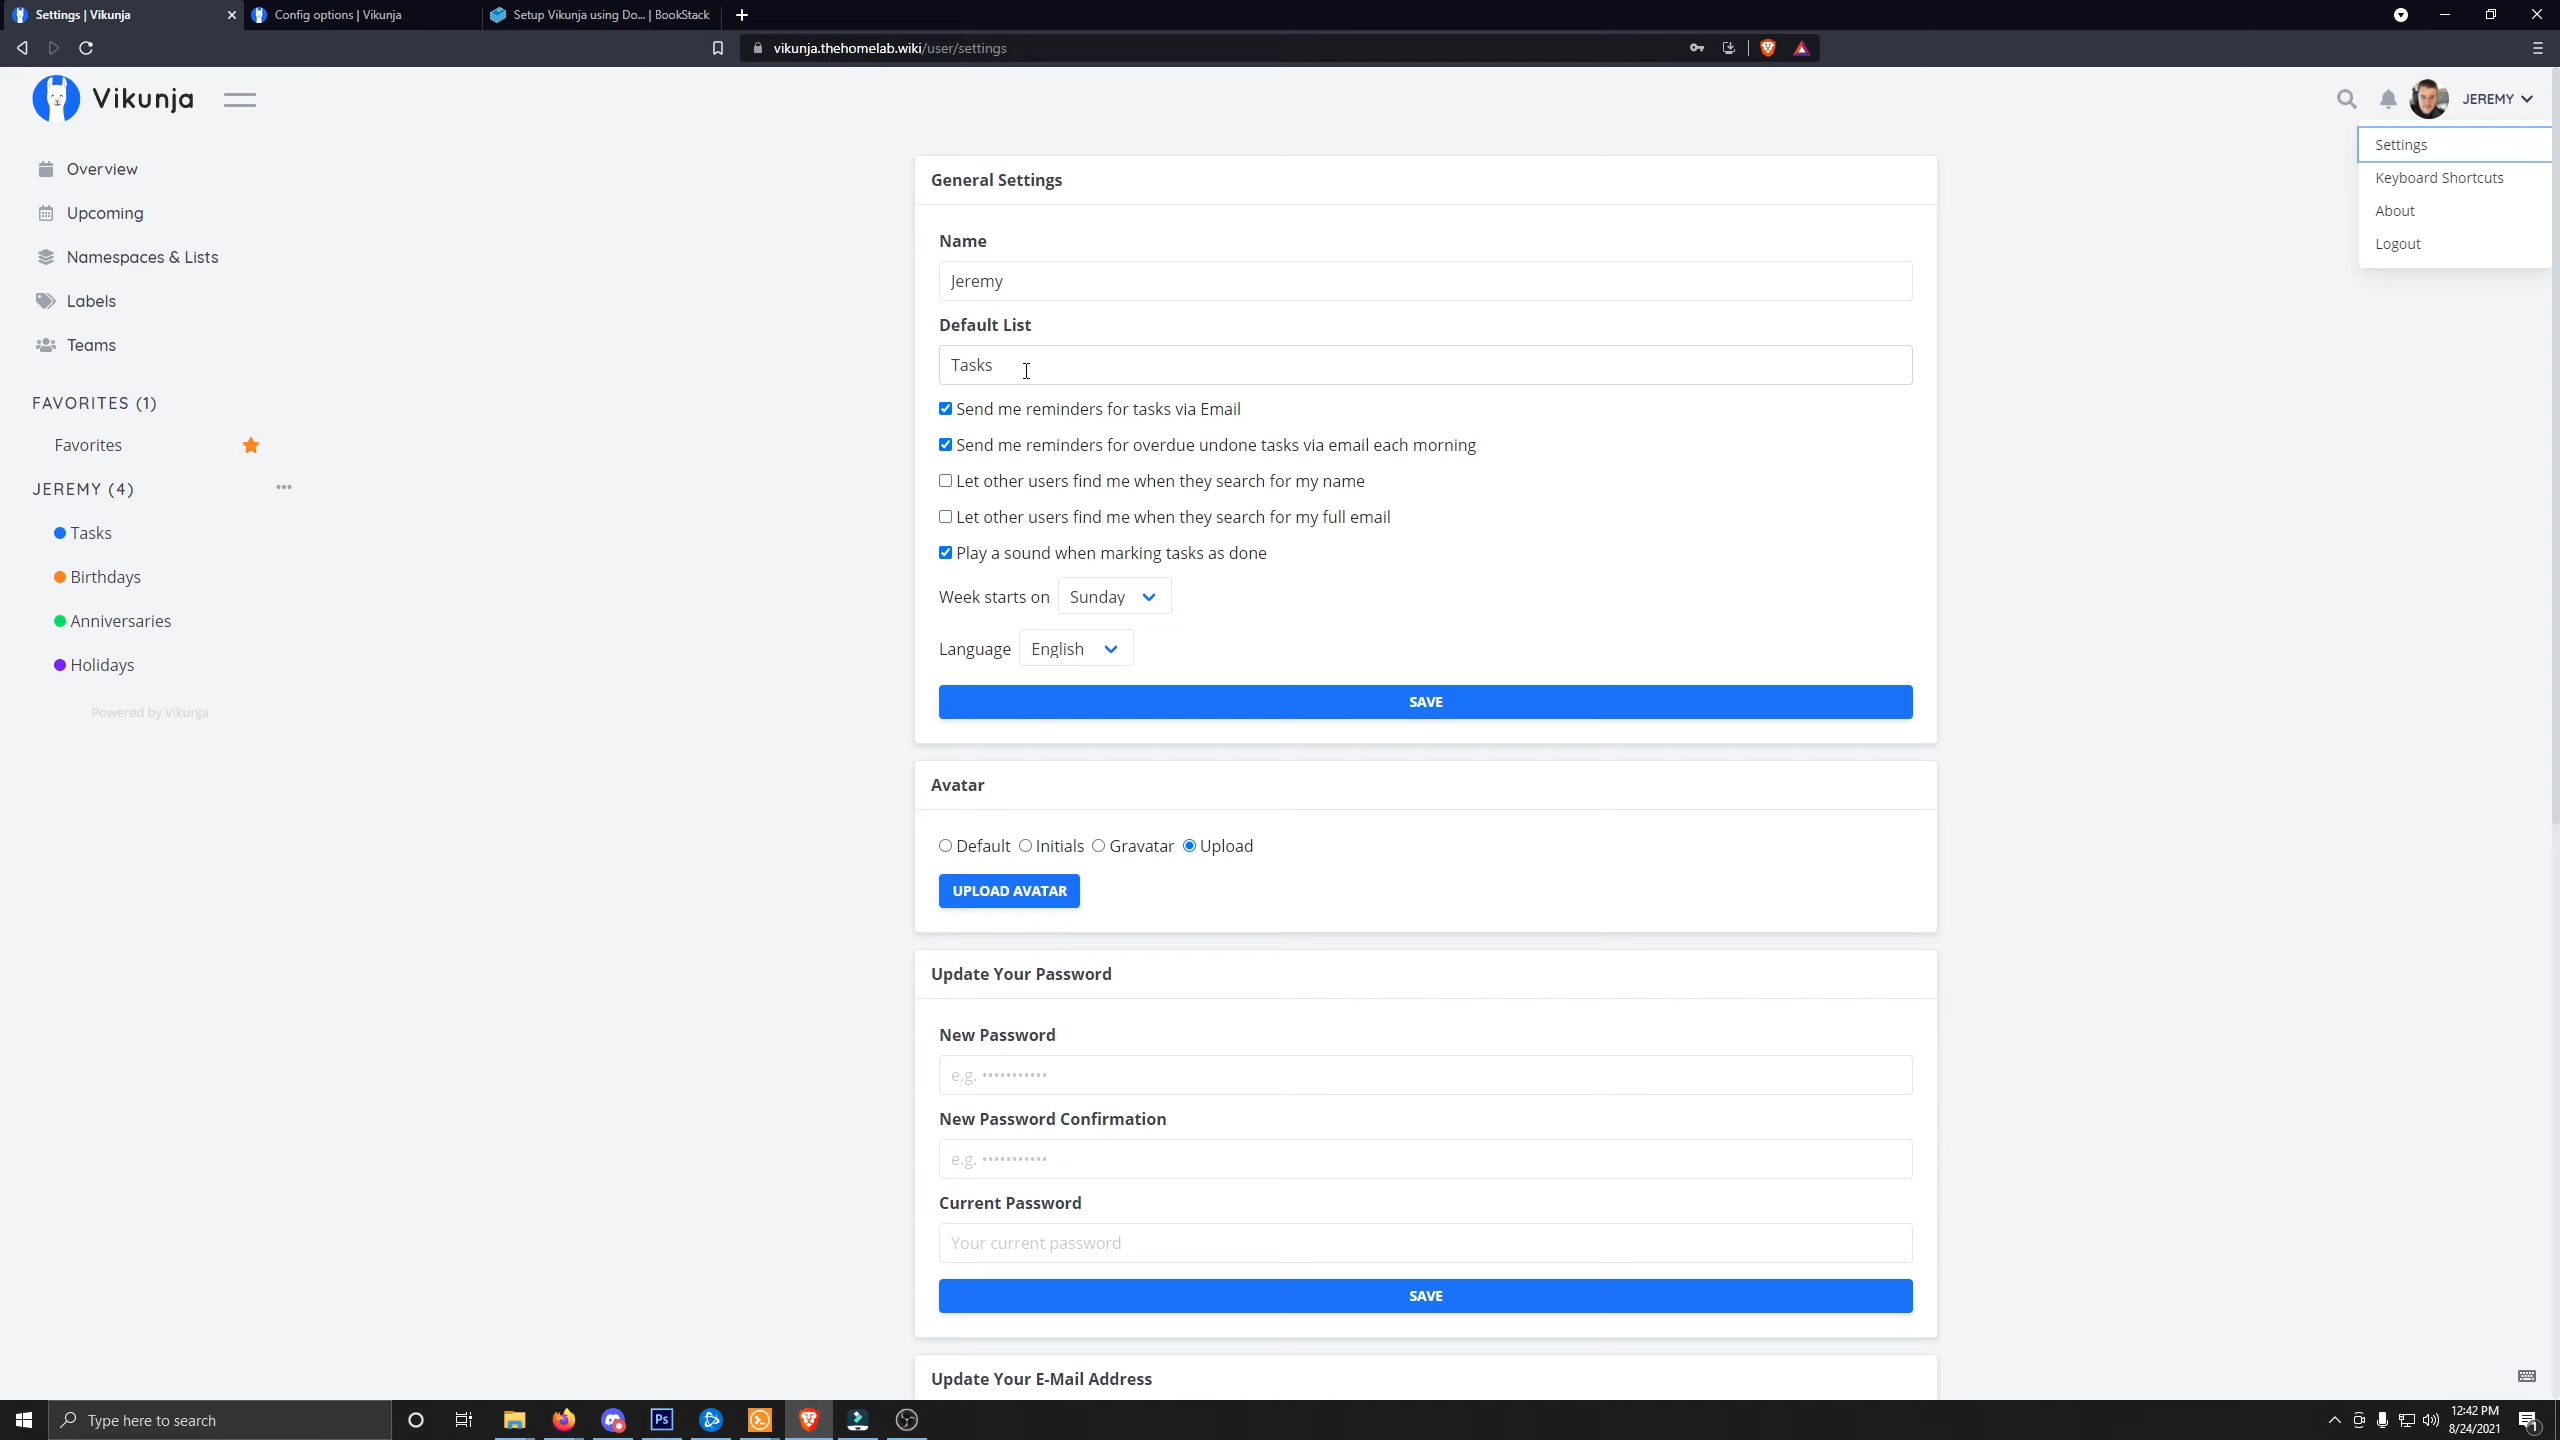 Settings | Vikunja
Config options | Vikunja
Setup Vikunja using Do... | BookStack
vikunja.thehomelab.wiki/user/settings
Vikunja
JEREMY
Settings
Keyboard Shortcuts
About
Logout
Overview
Upcoming
Namespaces & Lists
Labels
Teams
FAVORITES (1)
Favorites
JEREMY (4)
Tasks
Birthdays
Anniversaries
Holidays
Powered by Vikunja
General Settings
Name
Jeremy
Default List
Tasks
Send me reminders for tasks via Email
Send me reminders for overdue undone tasks via email each morning
Let other users find me when they search for my name
Let other users find me when they search for my full email
Play a sound when marking tasks as done
Week starts on Sunday
Language English
SAVE
Avatar
Default Initials Gravatar Upload
UPLOAD AVATAR
Update Your Password
New Password
e.g. •••••••••••
New Password Confirmation
e.g. •••••••••••
Current Password
Your current password
SAVE
Update Your E-Mail Address
Type here to search
Ps
12:42 PM
8/24/2021
1